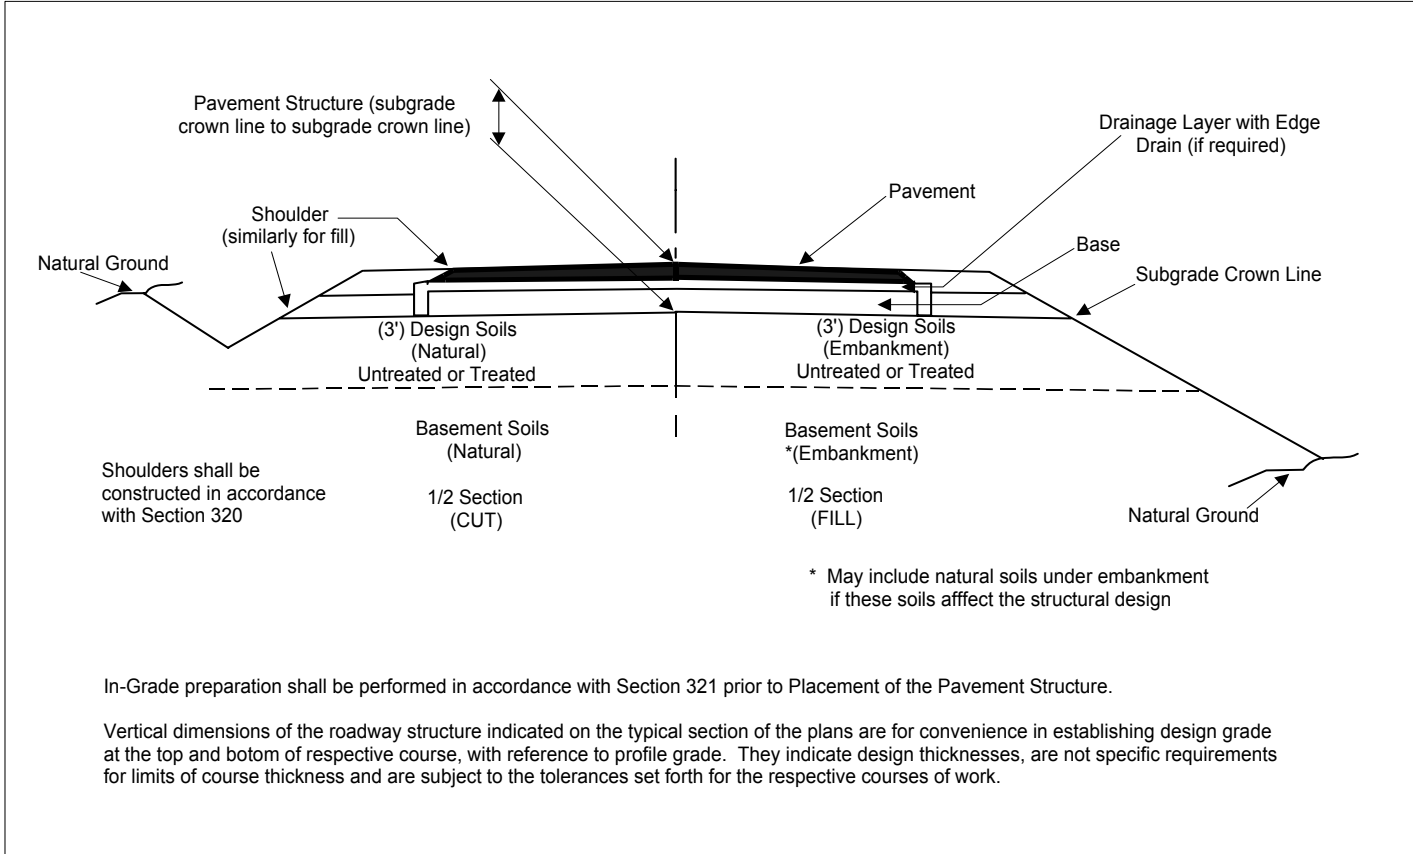 Pavement Structure (subgrade
crown line to subgrade crown line)
Drainage Layer with Edge
Drain (if required)
Pavement
Shoulder
(similarly for fill)
Base
Natural Ground
Subgrade Crown Line
(3') Design Soils
(Natural)
Untreated or Treated
(3') Design Soils
(Embankment)
Untreated or Treated
Basement Soils
(Natural)
Basement Soils
*(Embankment)
Shoulders shall be
constructed in accordance
with Section 320
1/2 Section
(CUT)
1/2 Section
(FILL)
Natural Ground
* May include natural soils under embankment
if these soils afffect the structural design
In-Grade preparation shall be performed in accordance with Section 321 prior to Placement of the Pavement Structure.
Vertical dimensions of the roadway structure indicated on the typical section of the plans are for convenience in establishing design grade
at the top and botom of respective course, with reference to profile grade. They indicate design thicknesses, are not specific requirements
for limits of course thickness and are subject to the tolerances set forth for the respective courses of work.